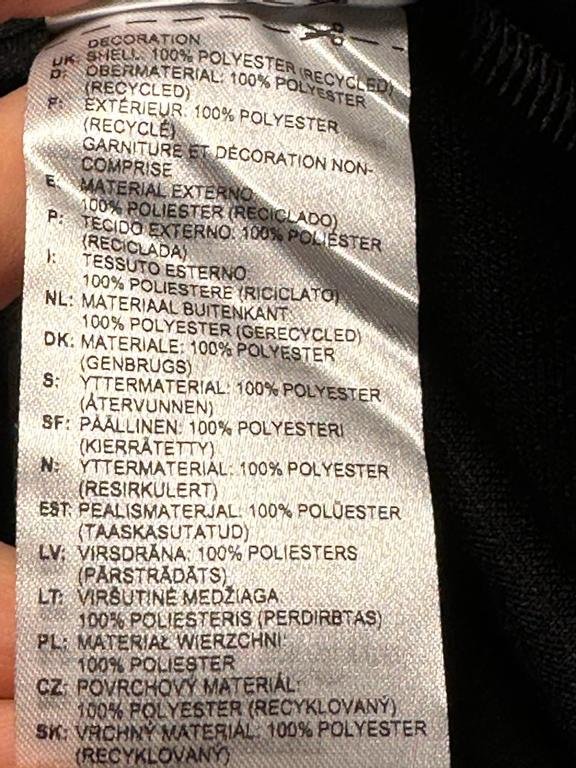 DECORATION
UK: SHELL: 100% POLYESTER (RECYCLED)
D: OBERMATERIAL: 100% POLYESTER
(RECYCLED)
F: EXTÉRIEUR: 100% POLYESTER
(RECYCLÉ)
GARNITURE ET DÉCORATION NON-
COMPRISE
E: MATERIAL EXTERNO:
100% POLIESTER (RECICLADO)
P: TECIDO EXTERNO: 100% POLIÉSTER
(RECICLADA)
I: TESSUTO ESTERNO:
100% POLIESTERE (RICICLATO)
NL: MATERIAAL BUITENKANT:
100% POLYESTER (GERECYCLED)
DK: MATERIALE: 100% POLYESTER
(GENBRUGS)
S: YTTERMATERIAL: 100% POLYESTER
(ÅTERVUNNEN)
SF: PÄÄLLINEN: 100% POLYESTERI
(KIERRÄTETTY)
N: YTTERMATERIAL: 100% POLYESTER
(RESIRKULERT)
EST: PEALISMATERJAL: 100% POLÜESTER
(TAASKASUTATUD)
LV: VIRSDRĀNA: 100% POLIESTERS
(PĀRSTRĀDĀTS)
LT: VIRŠUTINĖ MEDŽIAGA:
100% POLIESTERIS (PERDIRBTAS)
PL: MATERIAŁ WIERZCHNI:
100% POLIESTER
CZ: POVRCHOVÝ MATERIÁL:
100% POLYESTER (RECYKLOVANÝ)
SK: VRCHNÝ MATERIÁL: 100% POLYESTER
(RECYKLOVANÝ)